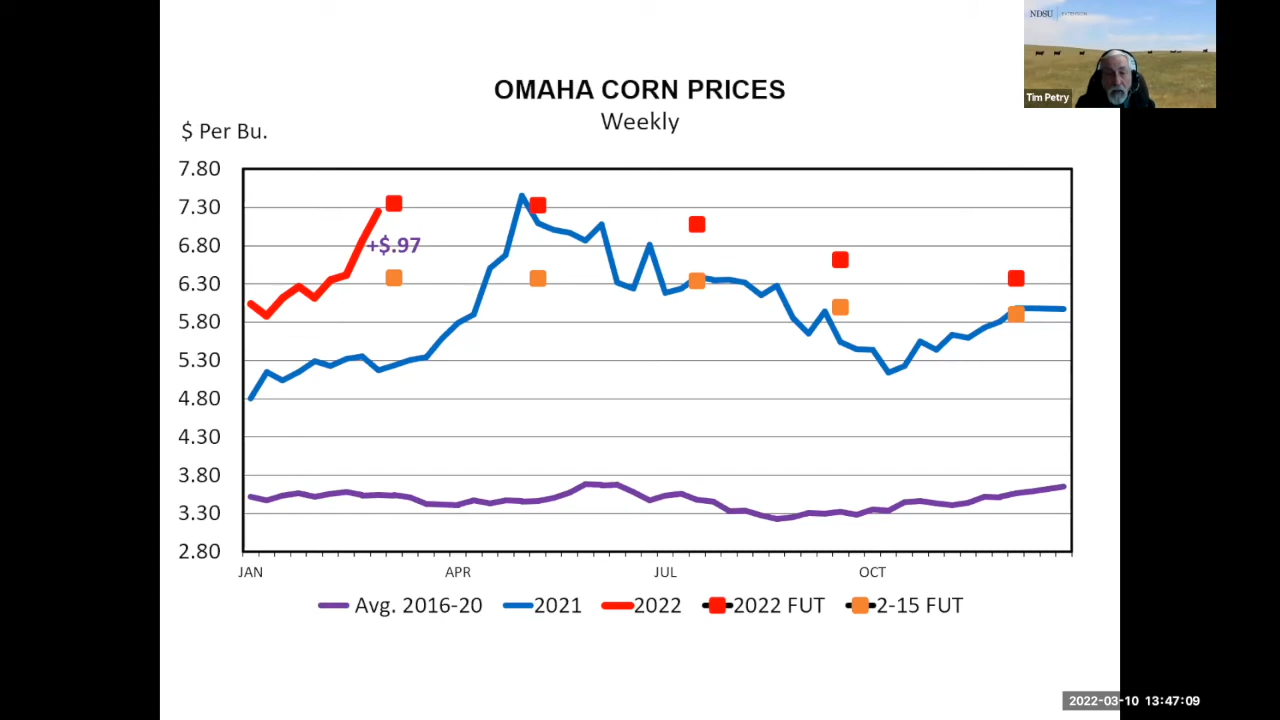 NDSU EXTENSION
Tim Petry
OMAHA CORN PRICES
Weekly
$ Per Bu.
7.80
7.30
6.80
6.30
5.80
5.30
4.80
4.30
3.80
3.30
2.80
+$.97
JAN APR JUL OCT
Avg. 2016-20 2021 2022 2022 FUT 2-15 FUT
2022-03-10 13:47:09